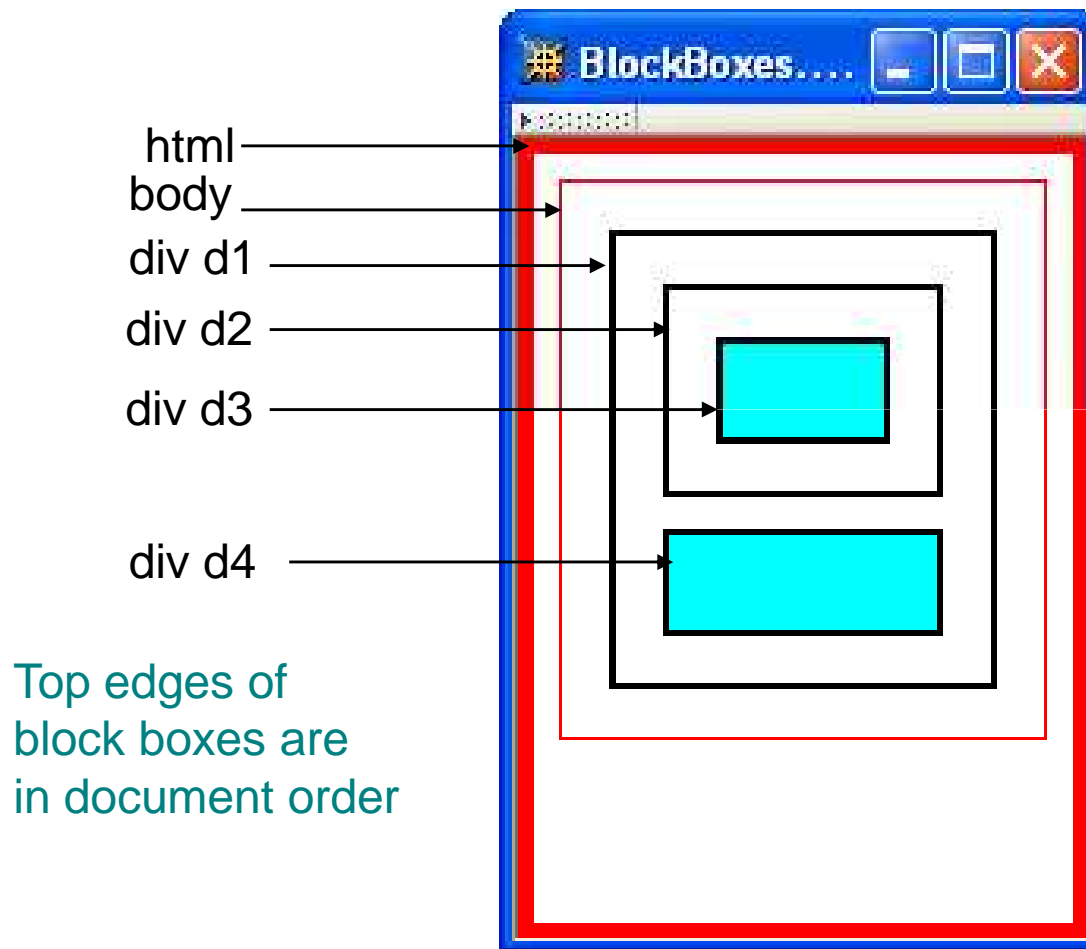 BlockBoxes....
html
body
div d1
div d2
div d3
div d4
Top edges of
block boxes are
in document order